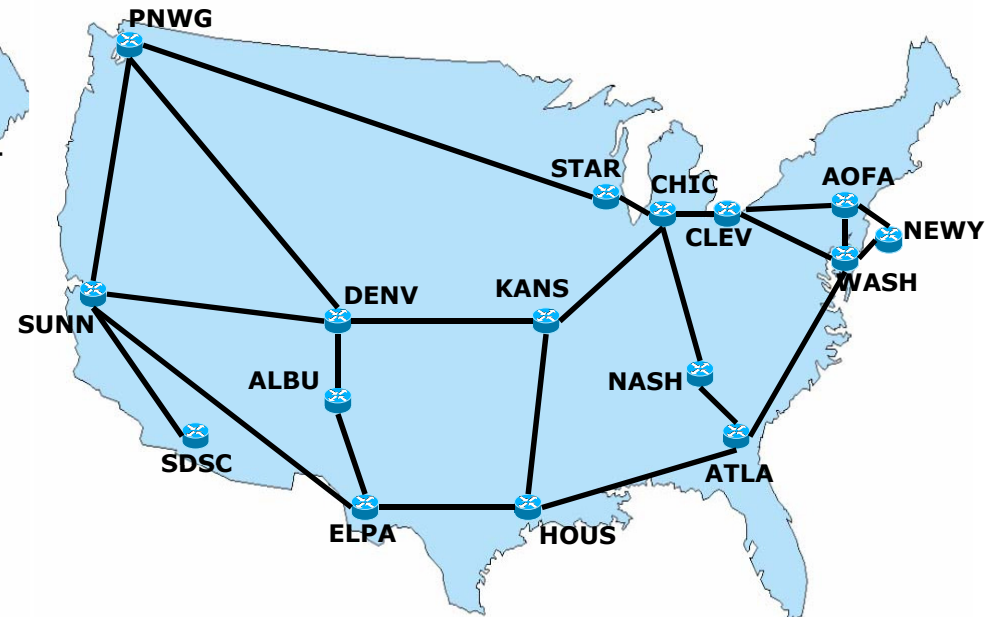 PNWG
STAR
CHIC
AOFA
CLEV
NEWY
WASH
DENV
KANS
SUNN
ALBU
NASH
SDSC
ATLA
ELPA
HOUS